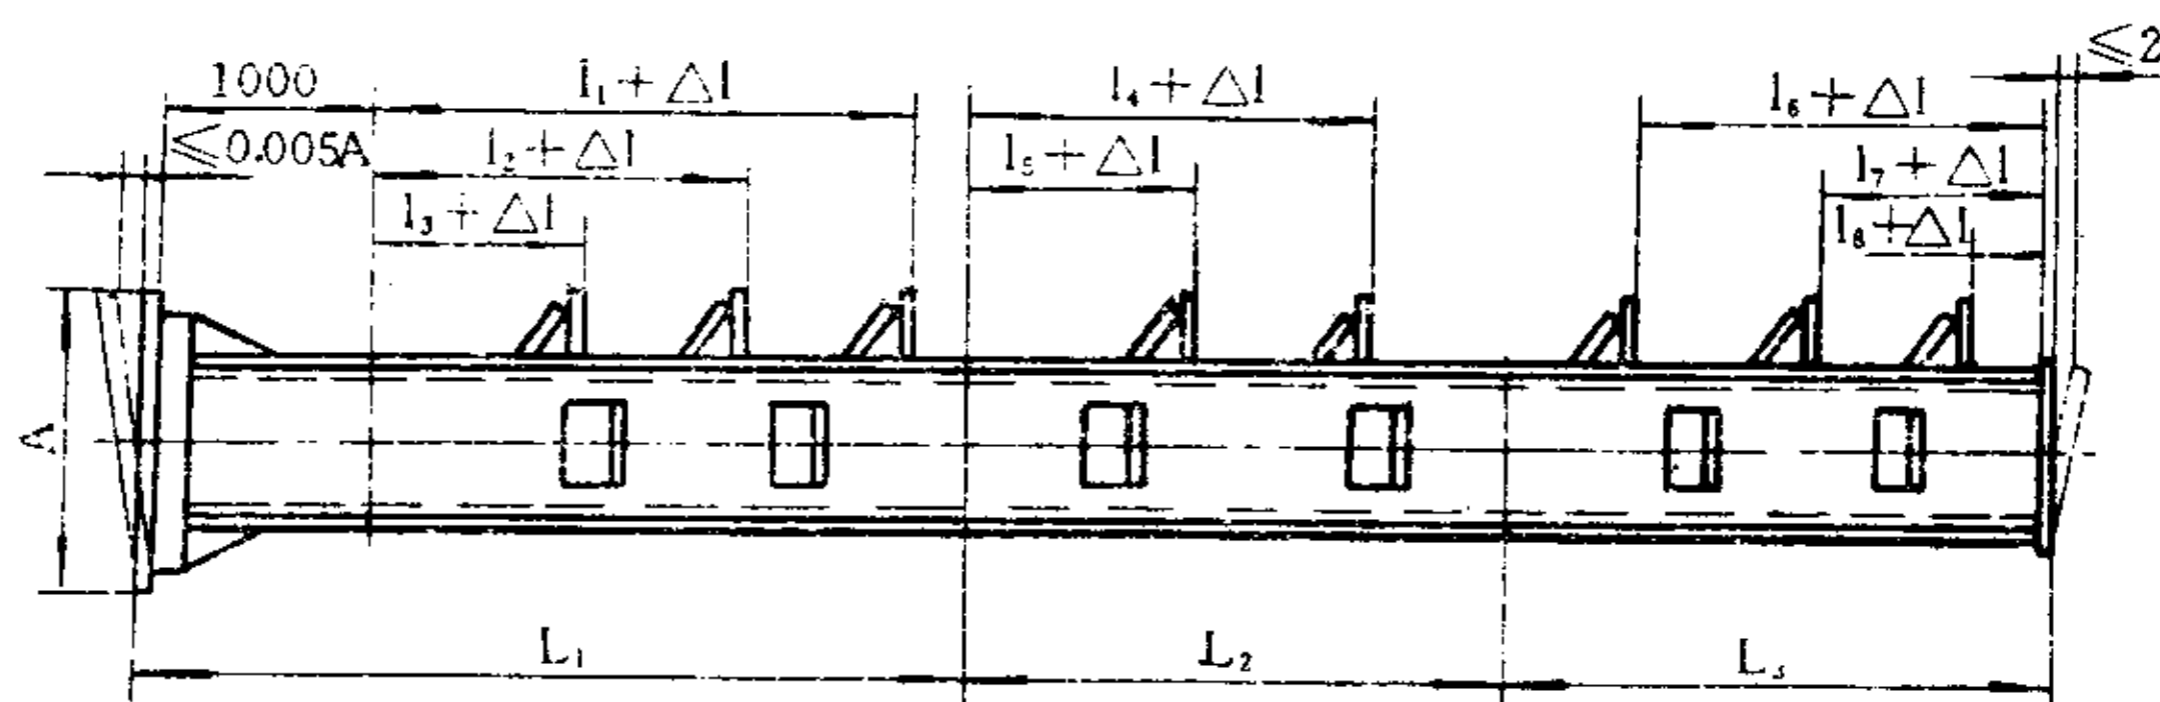 ≤2
1000
l₁+△l
l₄+△l
l₆+△l
≤0.005A
l₂+△l
l₅+△l
l₇+△l
l₃+△l
l₈+△l
A
L₁
L₂
L₃